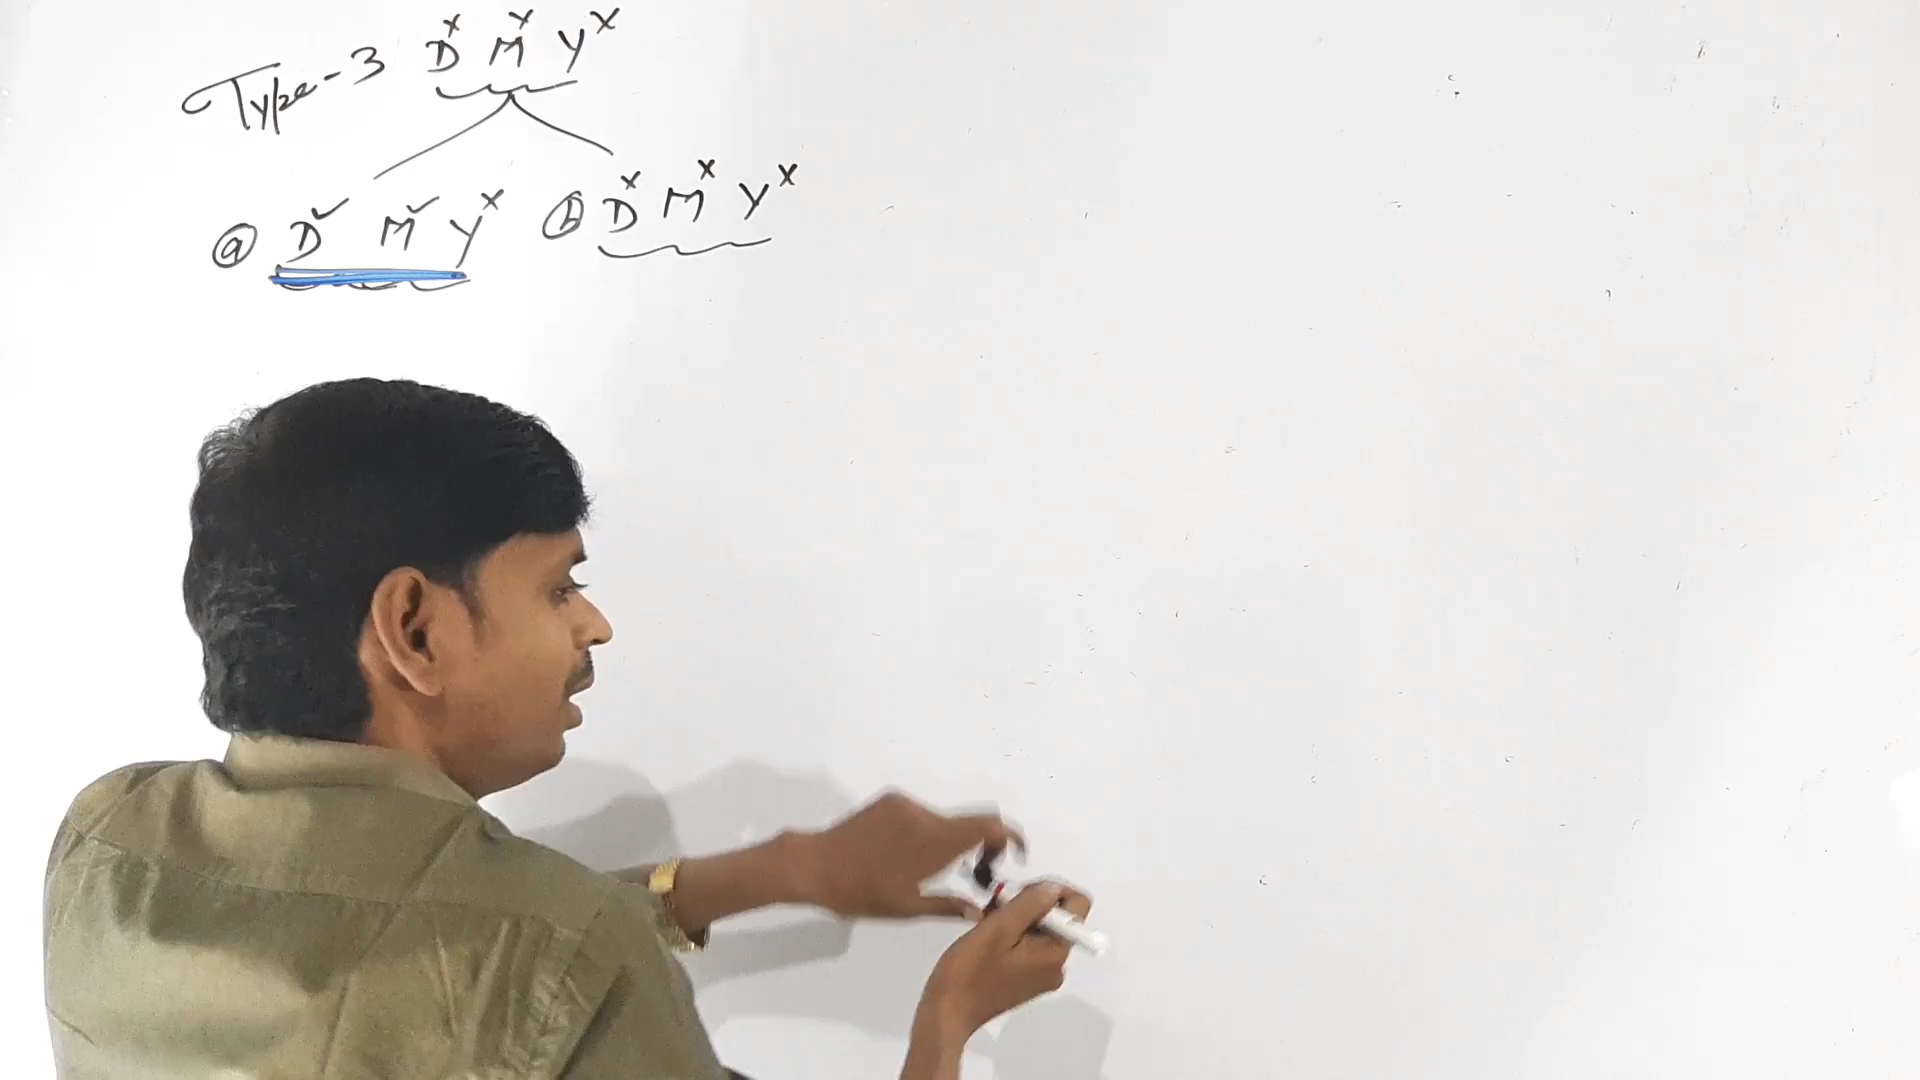 Type-3 D^x M^x Y^x
ⓐ D✓ M✓ Y^x ⓑ D^x M^x Y^x